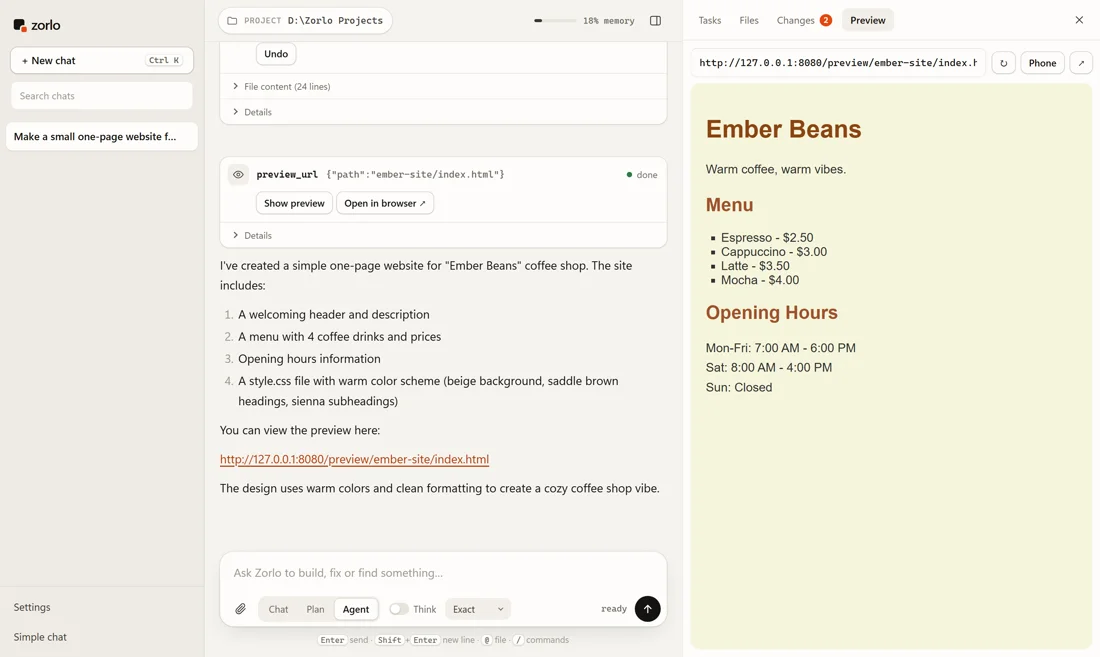 zorlo
+ New chat Ctrl K
Search chats
Make a small one-page website f...
Settings
Simple chat
PROJECT D:\Zorlo Projects
18% memory
Undo
File content (24 lines)
Details
preview_url {"path":"ember-site/index.html"} done
Show preview Open in browser ↗
Details
I've created a simple one-page website for "Ember Beans" coffee shop. The site
includes:
1. A welcoming header and description
2. A menu with 4 coffee drinks and prices
3. Opening hours information
4. A style.css file with warm color scheme (beige background, saddle brown
headings, sienna subheadings)
You can view the preview here:
http://127.0.0.1:8080/preview/ember-site/index.html
The design uses warm colors and clean formatting to create a cozy coffee shop vibe.
Ask Zorlo to build, fix or find something...
Chat Plan Agent Think Exact ready
Enter send · Shift + Enter new line · @ file · / commands
Tasks Files Changes 2 Preview
http://127.0.0.1:8080/preview/ember-site/index.h
Phone ↗
Ember Beans
Warm coffee, warm vibes.
Menu
▪ Espresso - $2.50
▪ Cappuccino - $3.00
▪ Latte - $3.50
▪ Mocha - $4.00
Opening Hours
Mon-Fri: 7:00 AM - 6:00 PM
Sat: 8:00 AM - 4:00 PM
Sun: Closed